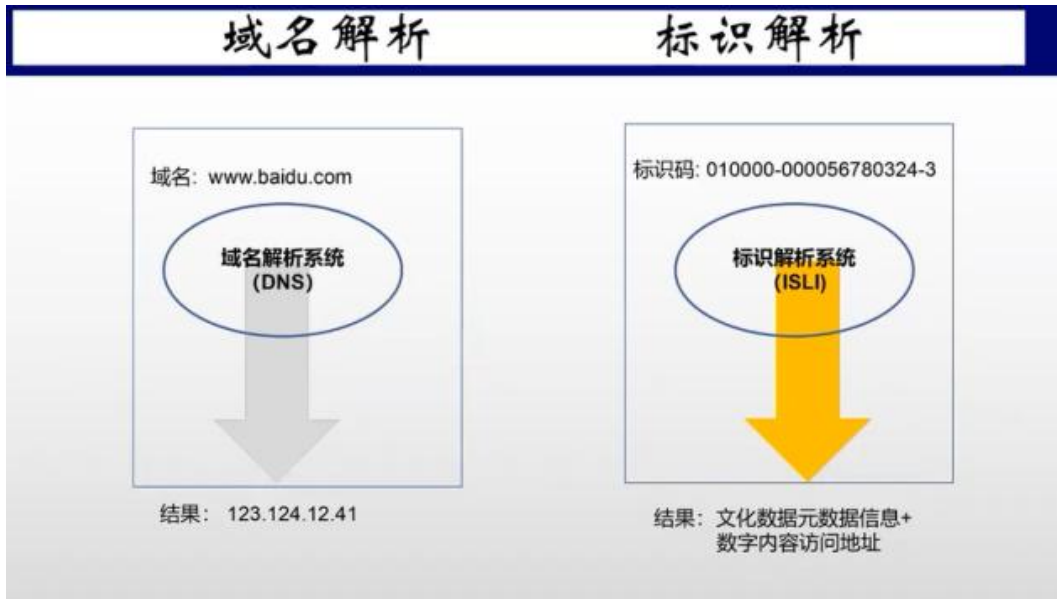 域名解析
标识解析
域名: www.baidu.com
域名解析系统
(DNS)
结果: 123.124.12.41
标识码: 010000-000056780324-3
标识解析系统
(ISLI)
结果: 文化数据元数据信息+
数字内容访问地址